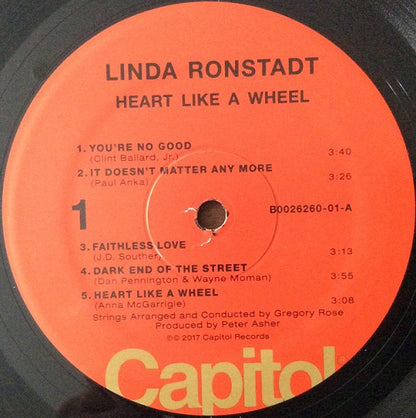 LINDA RONSTADT
HEART LIKE A WHEEL
1. YOU'RE NO GOOD 3:40
(Clint Ballard, Jr.)
2. IT DOESN'T MATTER ANY MORE 3:26
(Paul Anka)
1
B0026260-01-A
3. FAITHLESS LOVE 3:13
(J.D. Souther)
4. DARK END OF THE STREET 3:55
(Dan Pennington & Wayne Moman)
5. HEART LIKE A WHEEL 3:08
(Anna McGarrigle)
Strings Arranged and Conducted by Gregory Rose
Produced by Peter Asher
℗© 2017 Capitol Records
Capitol